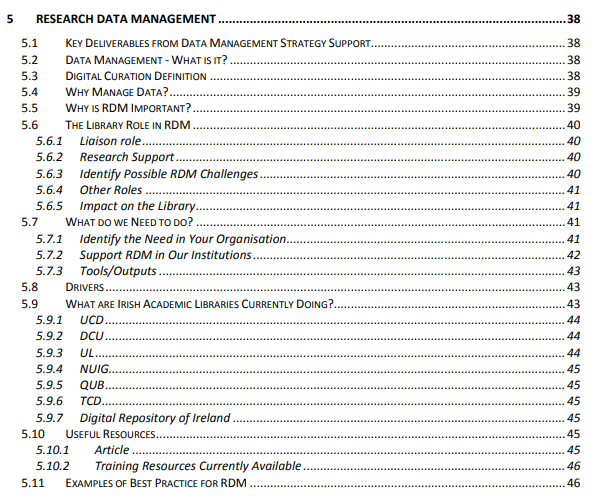 5 RESEARCH DATA MANAGEMENT ........ 38
5.1 KEY DELIVERABLES FROM DATA MANAGEMENT STRATEGY SUPPORT........ 38
5.2 DATA MANAGEMENT - WHAT IS IT? ........ 38
5.3 DIGITAL CURATION DEFINITION ........ 38
5.4 WHY MANAGE DATA?........ 39
5.5 WHY IS RDM IMPORTANT?........ 39
5.6 THE LIBRARY ROLE IN RDM ........ 40
5.6.1 Liaison role........ 40
5.6.2 Research Support........ 40
5.6.3 Identify Possible RDM Challenges........ 40
5.6.4 Other Roles ........ 41
5.6.5 Impact on the Library........ 41
5.7 WHAT DO WE NEED TO DO? ........ 41
5.7.1 Identify the Need in Your Organisation........ 41
5.7.2 Support RDM in Our Institutions........ 42
5.7.3 Tools/Outputs ........ 43
5.8 DRIVERS........ 43
5.9 WHAT ARE IRISH ACADEMIC LIBRARIES CURRENTLY DOING?........ 43
5.9.1 UCD........ 44
5.9.2 DCU........ 44
5.9.3 UL........ 44
5.9.4 NUIG........ 45
5.9.5 QUB........ 45
5.9.6 TCD........ 45
5.9.7 Digital Repository of Ireland ........ 45
5.10 USEFUL RESOURCES........ 45
5.10.1 Article ........ 45
5.10.2 Training Resources Currently Available ........ 46
5.11 EXAMPLES OF BEST PRACTICE FOR RDM ........ 46